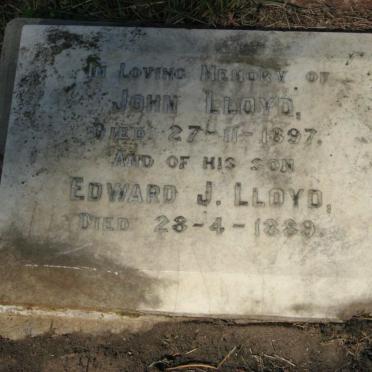 IN LOVING MEMORY OF
JOHN LLOYD,
DIED 27-11-1897.
AND OF HIS SON
EDWARD J. LLOYD,
DIED 28-4-1889.